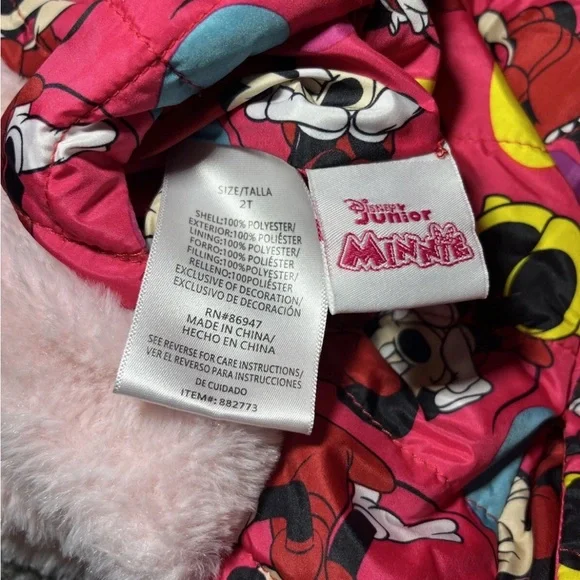 SIZE/TALLA
2T
SHELL:100% POLYESTER/
EXTERIOR:100% POLIÉSTER
LINING:100% POLYESTER/
FORRO:100% POLIÉSTER
FILLING:100% POLYESTER/
RELLENO:100POLIÉSTER
EXCLUSIVE OF DECORATION/
EXCLUSIVO DE DECORACIÓN
RN#86947
MADE IN CHINA/
HECHO EN CHINA
SEE REVERSE FOR CARE INSTRUCTIONS/
VER EL REVERSO PARA INSTRUCCIONES
DE CUIDADO
ITEM#: 882773
Disney
Junior
MINNIE